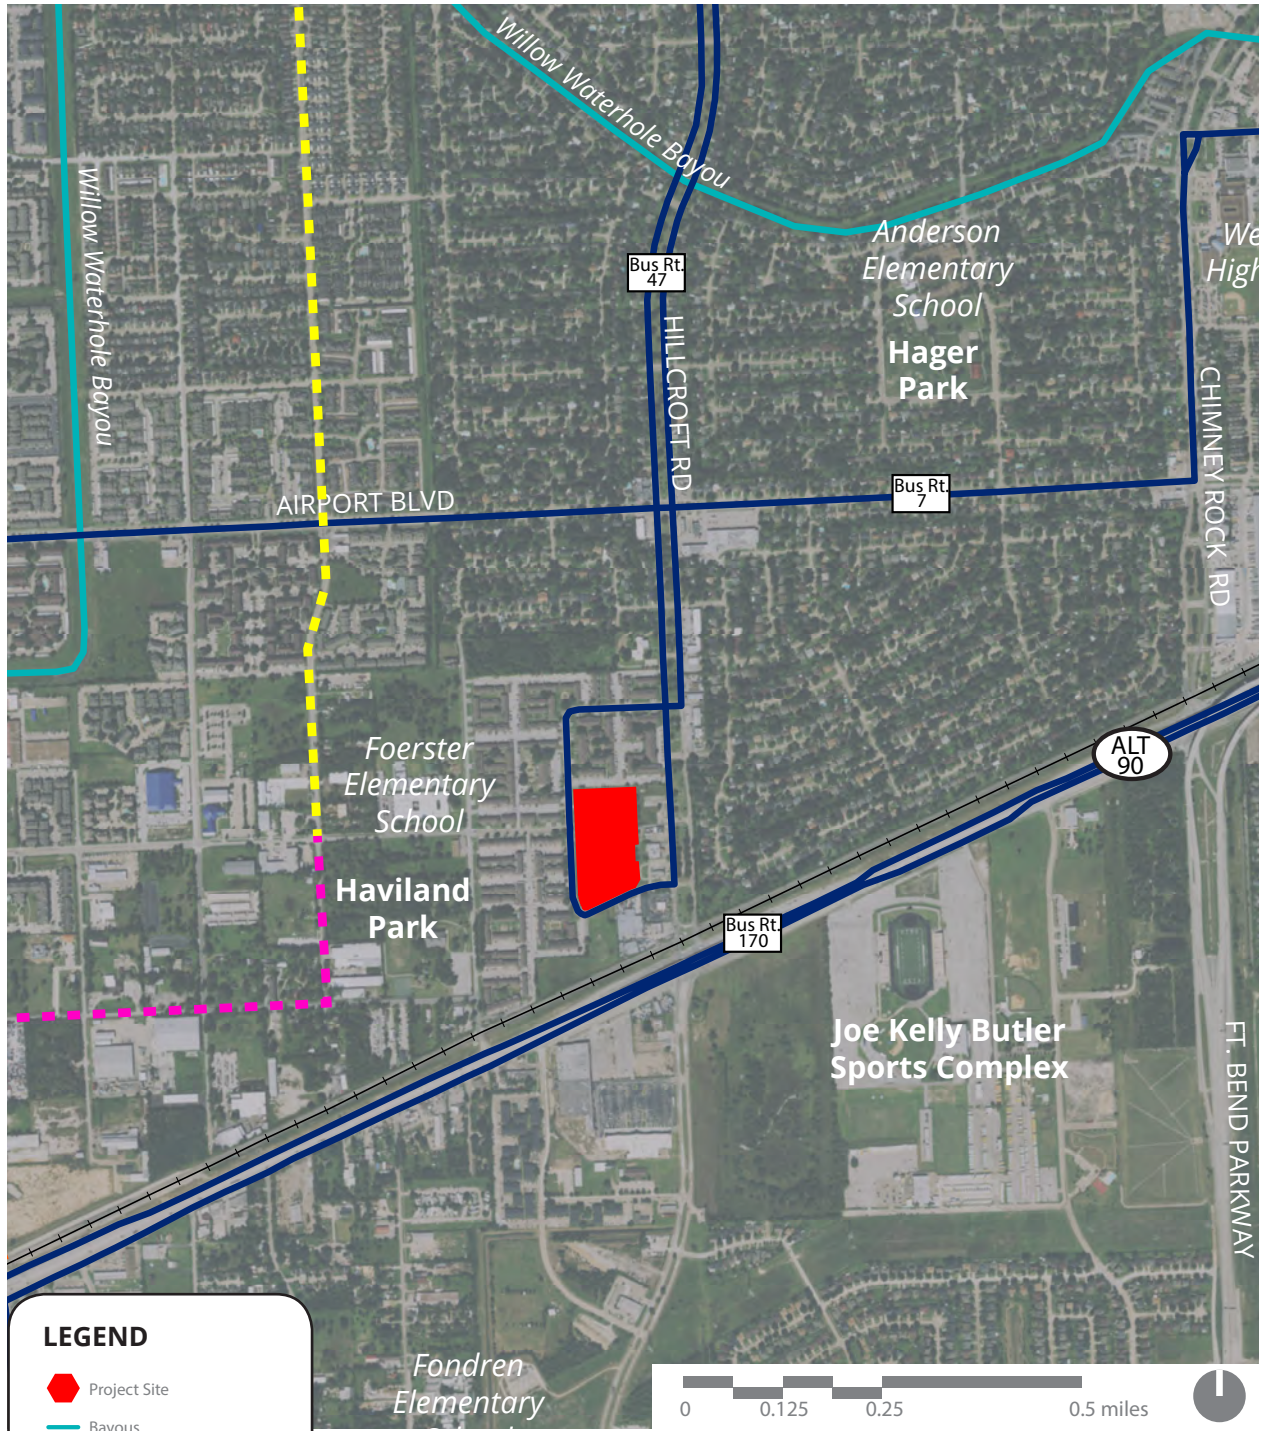 Willow Waterhole Bayou
Willow Waterhole Bayou
Anderson
Elementary
School
We
High
Bus Rt.
47
Hager
Park
HILLCROFT RD
CHIMNEY ROCK RD
Bus Rt.
7
AIRPORT BLVD
Foerster
Elementary
School
ALT
90
Haviland
Park
Bus Rt.
170
Joe Kelly Butler
Sports Complex
FT. BEND PARKWAY
LEGEND
Project Site
Bayous
Fondren
Elementary
0 0.125 0.25 0.5 miles